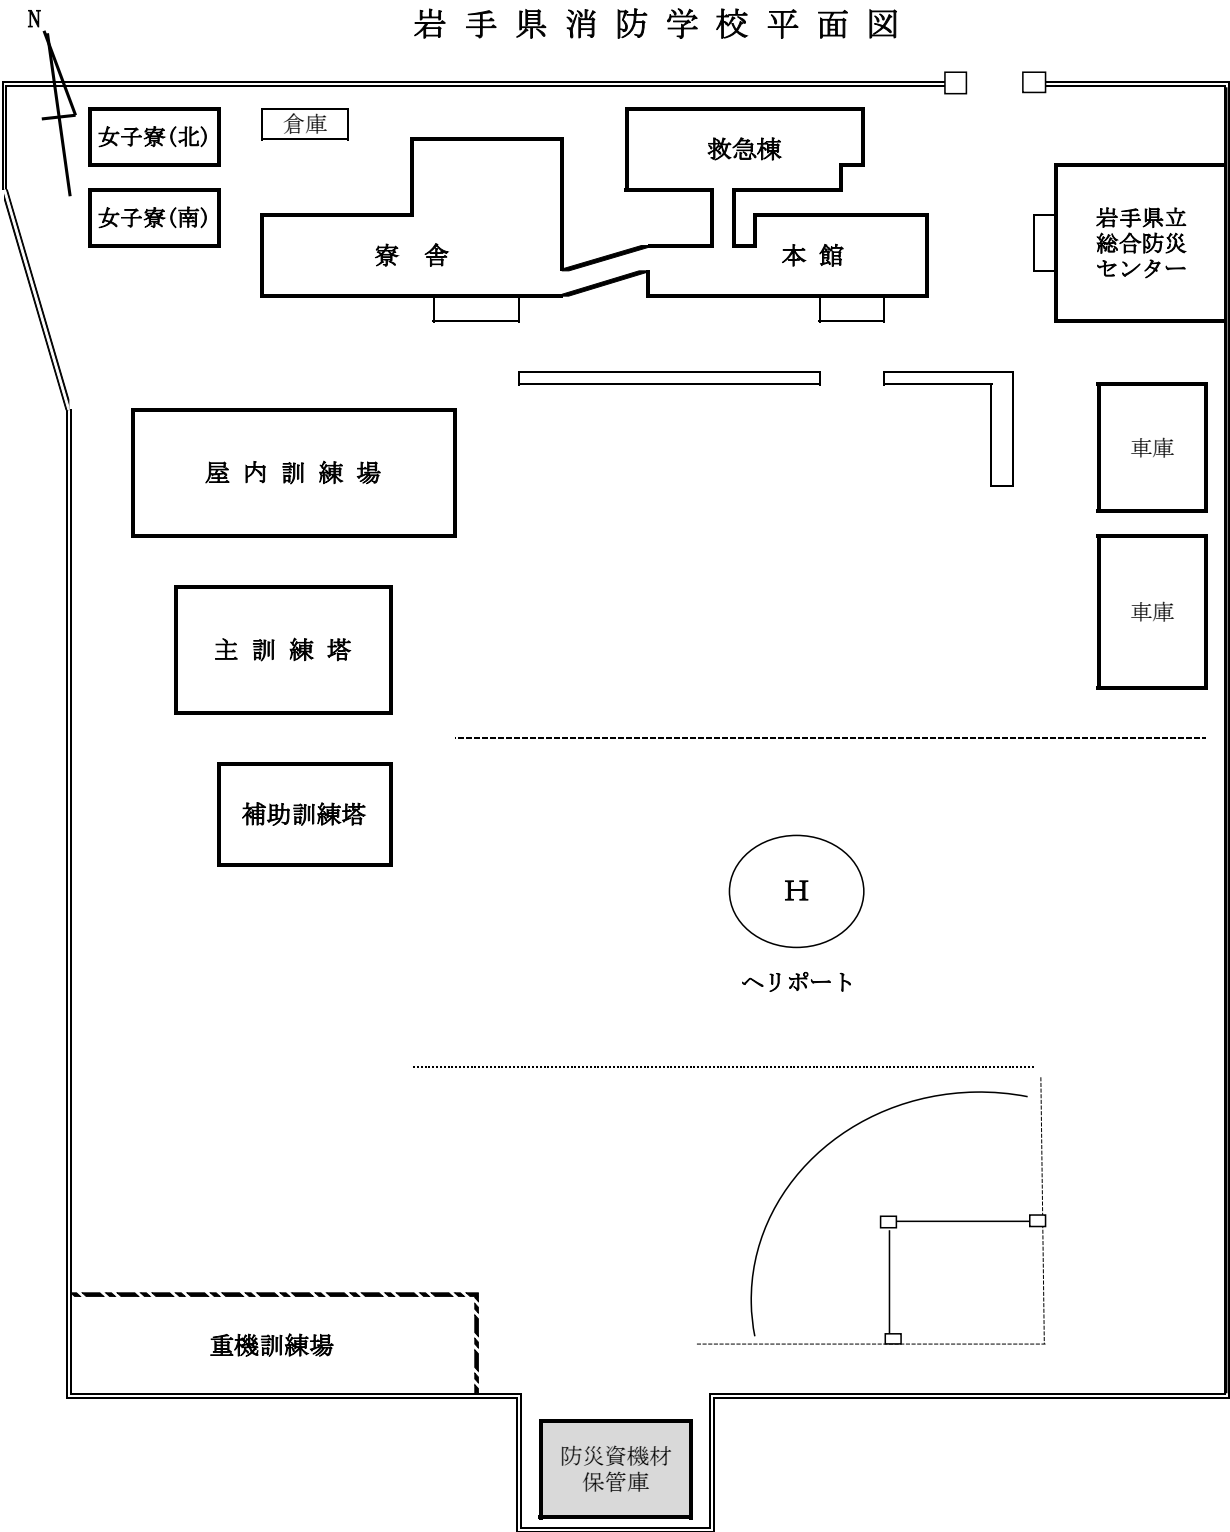 岩手県消防学校平面図
N
女子寮(北)
倉庫
救急棟
女子寮(南)
寮 舎
本 館
岩手県立
総合防災
センター
屋 内 訓 練 場
車庫
主 訓 練 塔
車庫
補助訓練塔
H
ヘリポート
重機訓練場
防災資機材
保管庫